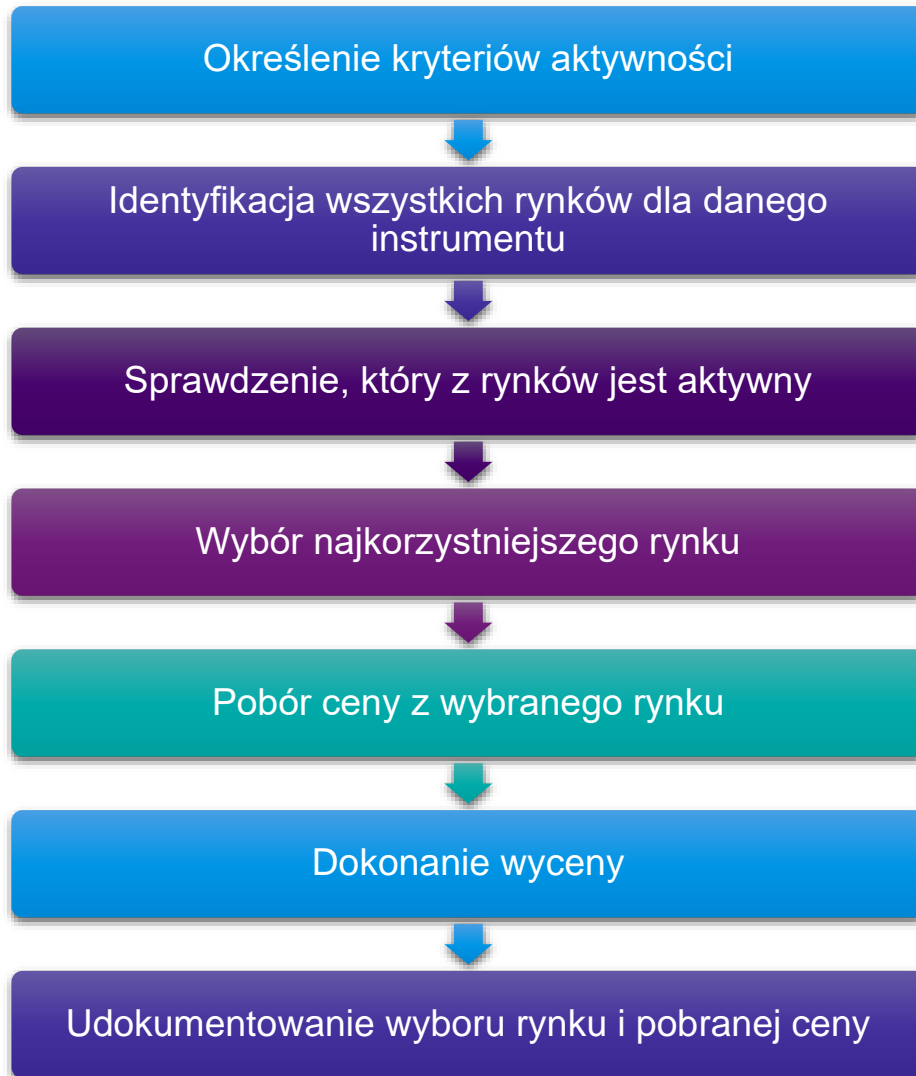 Określenie kryteriów aktywności
Identyfikacja wszystkich rynków dla danego
instrumentu
Sprawdzenie, który z rynków jest aktywny
Wybór najkorzystniejszego rynku
Pobór ceny z wybranego rynku
Dokonanie wyceny
Udokumentowanie wyboru rynku i pobranej ceny